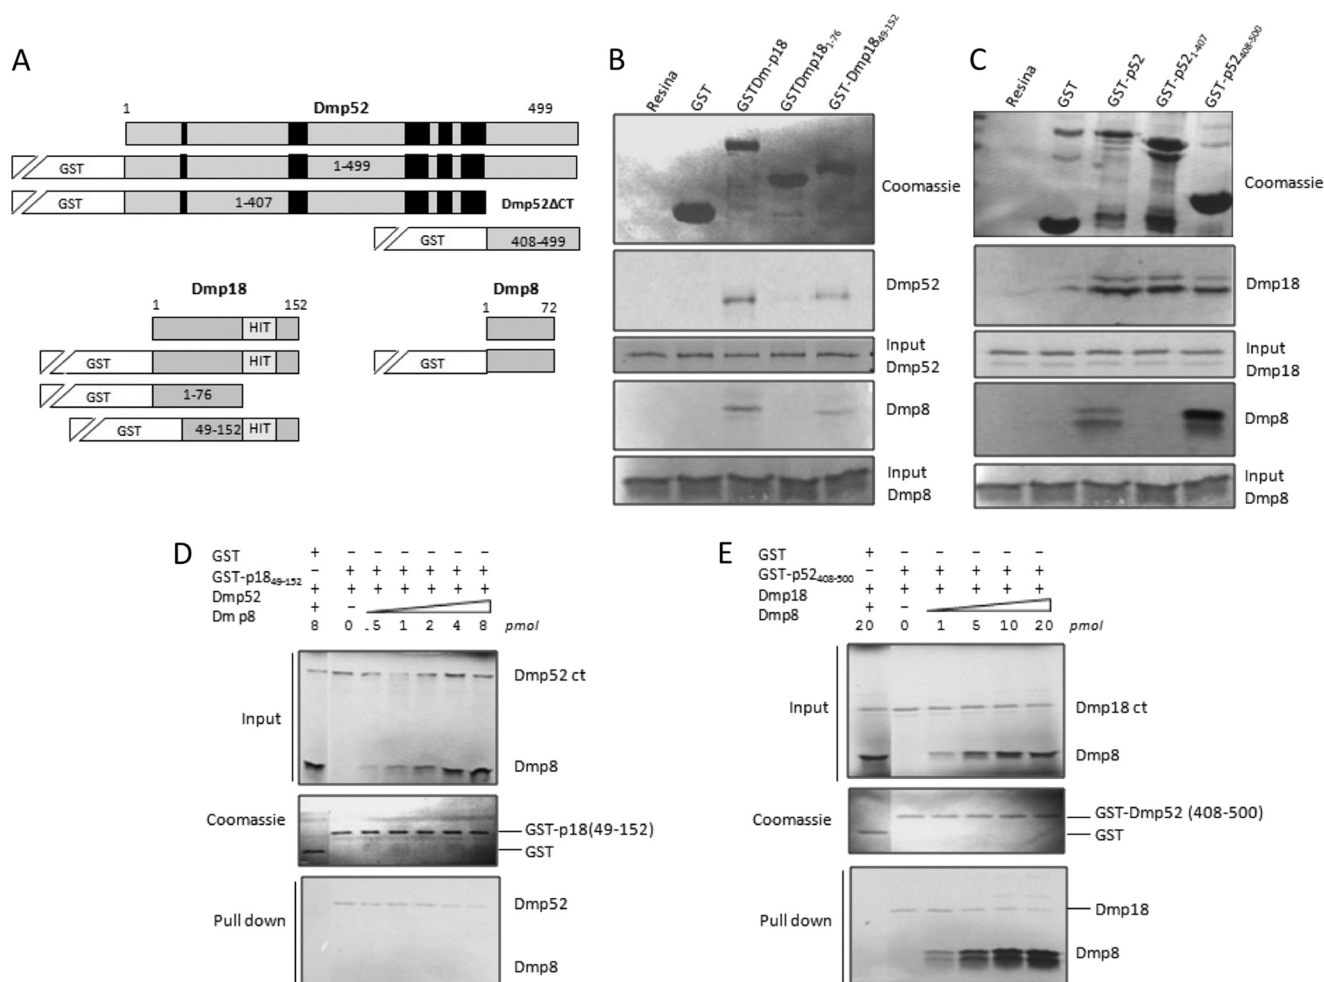 A
1 Dmp52 499
GST 1-499
GST 1-407 Dmp52ΔCT
GST 408-499
Dmp18
1 152
HIT
GST HIT
GST 1-76
GST 49-152 HIT
Dmp8
1 72
GST
B
Resina
GST
GSTDm-p18
GSTDmp18₁₋₇₆
GST-Dmp18₄₉₋₁₅₂
Coomassie
Dmp52
Input
Dmp52
Dmp8
Input
Dmp8
C
Resina
GST
GST-p52
GST-p52₁₋₄₀₇
GST-p52₄₀₈₋₅₀₀
Coomassie
Dmp18
Input
Dmp18
Dmp8
Input
Dmp8
D
GST + − − − − − −
GST-p18₄₉₋₁₅₂ − + + + + + +
Dmp52 + + + + + + +
Dm p8 + −
8 0 .5 1 2 4 8 pmol
Input
Dmp52 ct
Dmp8
Coomassie
GST-p18(49-152)
GST
Pull down
Dmp52
Dmp8
E
GST + − − − − −
GST-p52₄₀₈₋₅₀₀ − + + + + +
Dmp18 + + + + + +
Dmp8 + −
20 0 1 5 10 20 pmol
Input
Dmp18 ct
Dmp8
Coomassie
GST-Dmp52 (408-500)
GST
Pull down
Dmp18
Dmp8